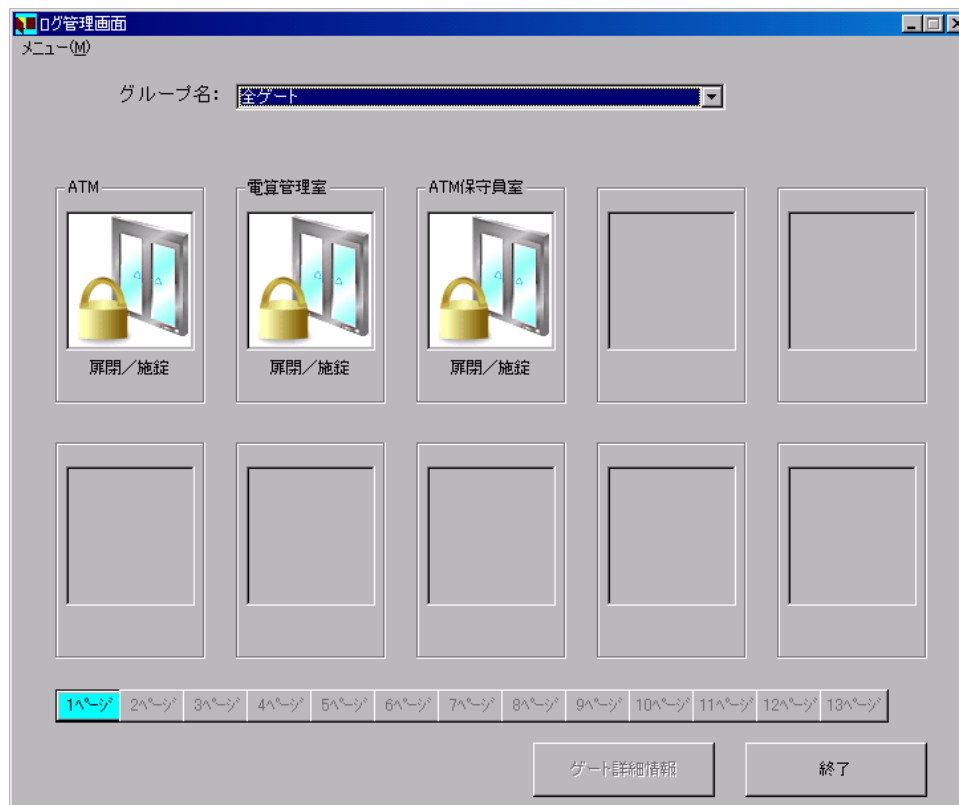 ログ管理画面
メニュー(M)
グループ名: 全ゲート
ATM 電算管理室 ATM保守員室
扉閉／施錠 扉閉／施錠 扉閉／施錠
1ﾍﾟｰｼﾞ 2ﾍﾟｰｼﾞ 3ﾍﾟｰｼﾞ 4ﾍﾟｰｼﾞ 5ﾍﾟｰｼﾞ 6ﾍﾟｰｼﾞ 7ﾍﾟｰｼﾞ 8ﾍﾟｰｼﾞ 9ﾍﾟｰｼﾞ 10ﾍﾟｰｼﾞ 11ﾍﾟｰｼﾞ 12ﾍﾟｰｼﾞ 13ﾍﾟｰｼﾞ
ゲート詳細情報 終了